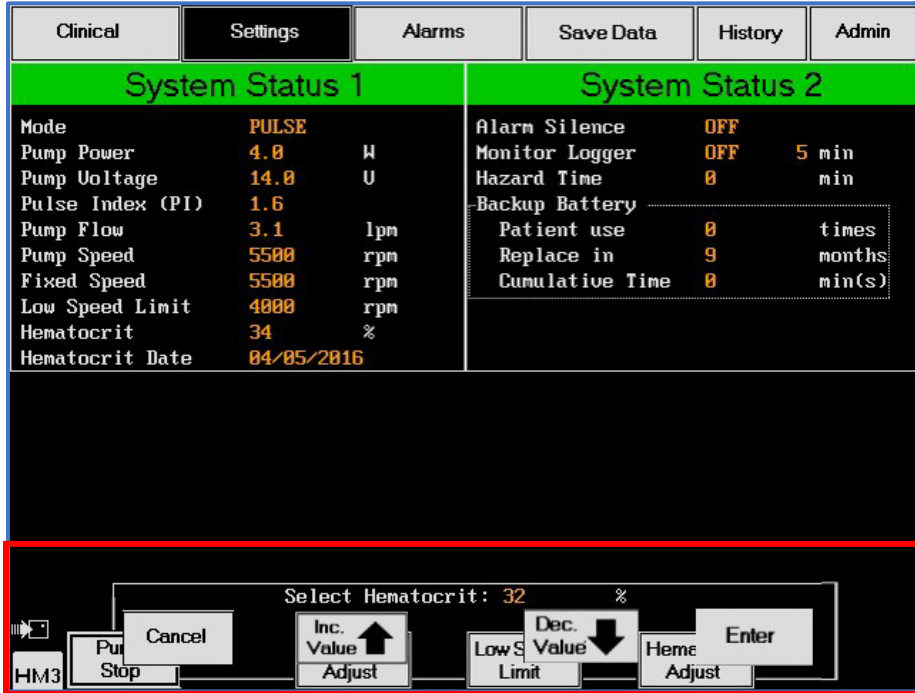 Clinical Settings Alarms Save Data History Admin
System Status 1
Mode PULSE
Pump Power 4.0 W
Pump Voltage 14.0 V
Pulse Index (PI) 1.6
Pump Flow 3.1 lpm
Pump Speed 5500 rpm
Fixed Speed 5500 rpm
Low Speed Limit 4000 rpm
Hematocrit 34 %
Hematocrit Date 04/05/2016
System Status 2
Alarm Silence OFF
Monitor Logger OFF 5 min
Hazard Time 0 min
Backup Battery
Patient use 0 times
Replace in 9 months
Cumulative Time 0 min(s)
Select Hematocrit: 32 %
Cancel
Inc.
Value
Dec.
Value
Enter
Pu
Stop
Adjust
Low S
Limit
Hema
Adjust
HM3